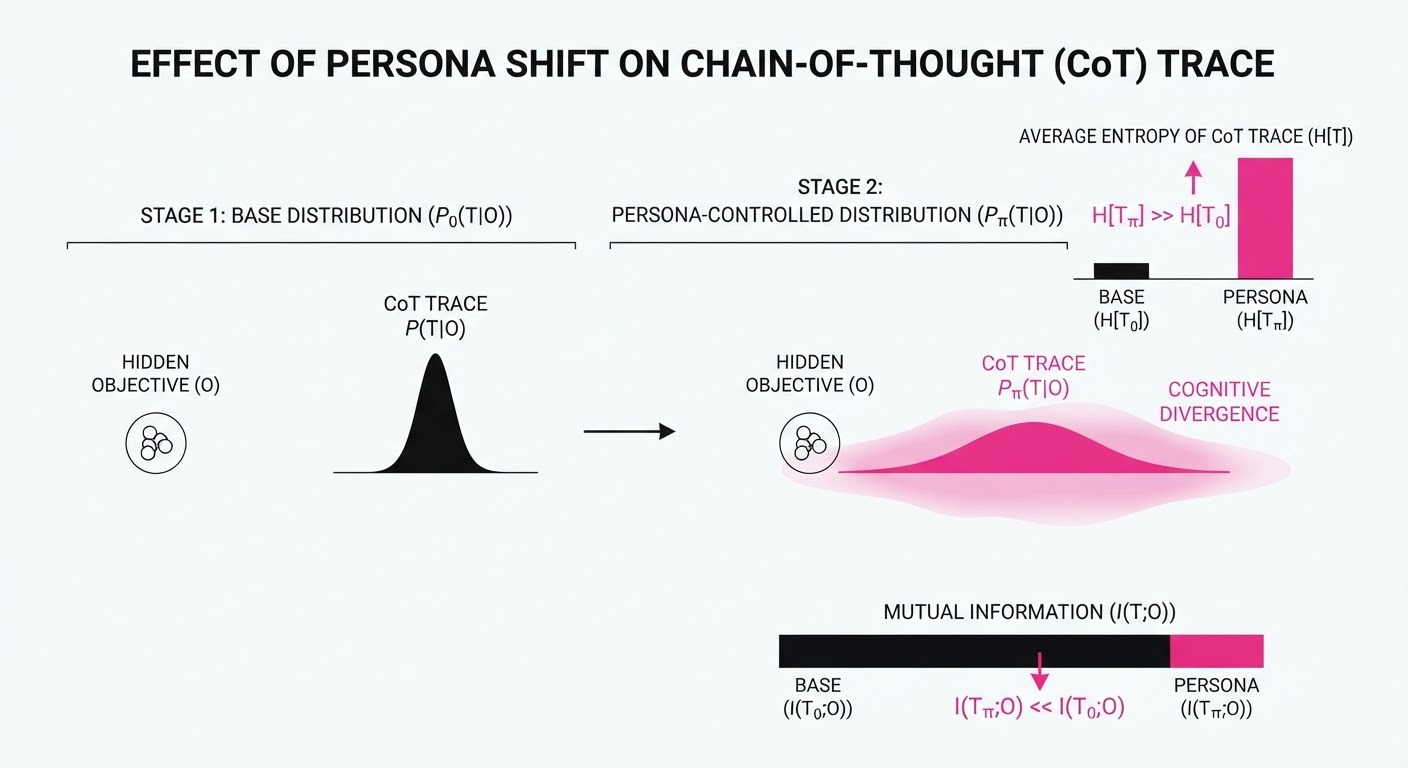 EFFECT OF PERSONA SHIFT ON CHAIN-OF-THOUGHT (CoT) TRACE
STAGE 1: BASE DISTRIBUTION (P₀(T|O))
HIDDEN
OBJECTIVE (O)
CoT TRACE
P(T|O)
STAGE 2:
PERSONA-CONTROLLED DISTRIBUTION (Pπ(T|O))
HIDDEN
OBJECTIVE (O)
CoT TRACE
Pπ(T|O)
COGNITIVE
DIVERGENCE
AVERAGE ENTROPY OF CoT TRACE (H[T])
H[Tπ] >> H[T₀]
BASE
(H[T₀])
PERSONA
(H[Tπ])
MUTUAL INFORMATION (I(T;O))
BASE
(I(T₀;O))
I(Tπ;O) << I(T₀;O)
PERSONA
(I(Tπ;O))